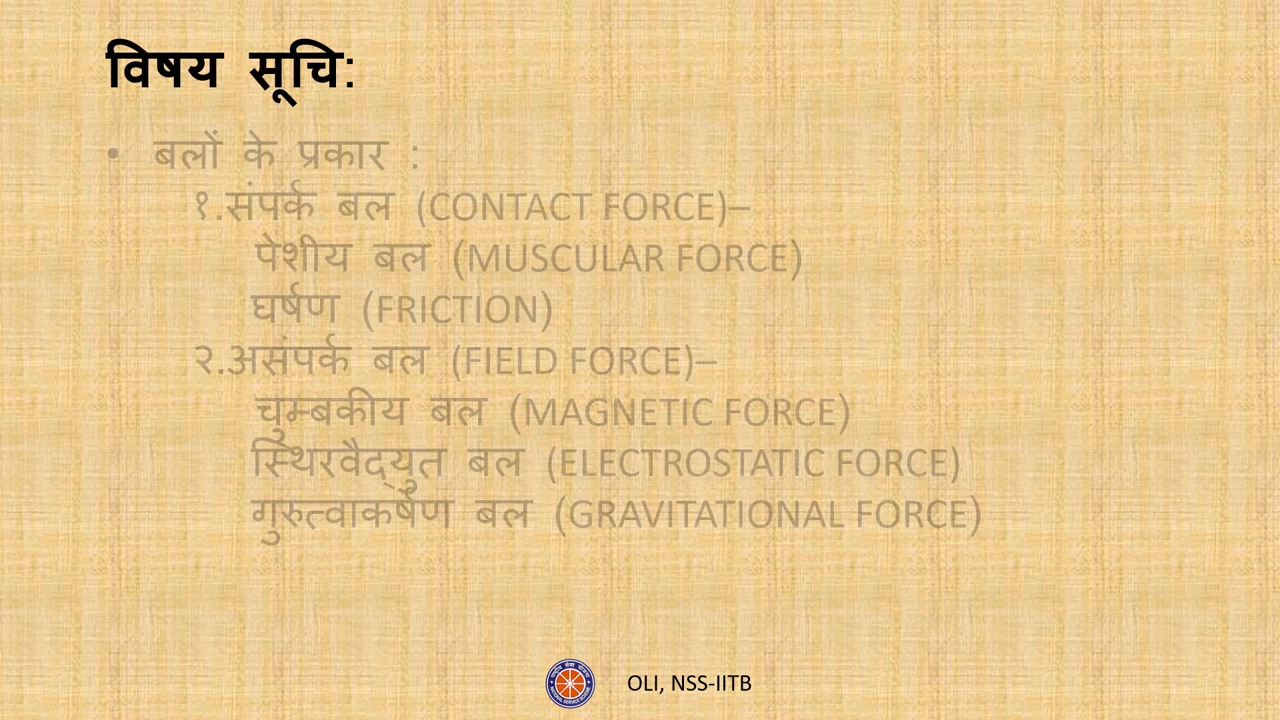 विषय सूचि:
• बलों के प्रकार :
१.संपर्क बल (CONTACT FORCE)–
पेशीय बल (MUSCULAR FORCE)
घर्षण (FRICTION)
२.असंपर्क बल (FIELD FORCE)–
चुम्बकीय बल (MAGNETIC FORCE)
स्थिरवैद्युत बल (ELECTROSTATIC FORCE)
गुरुत्वाकर्षण बल (GRAVITATIONAL FORCE)
OLI, NSS-IITB